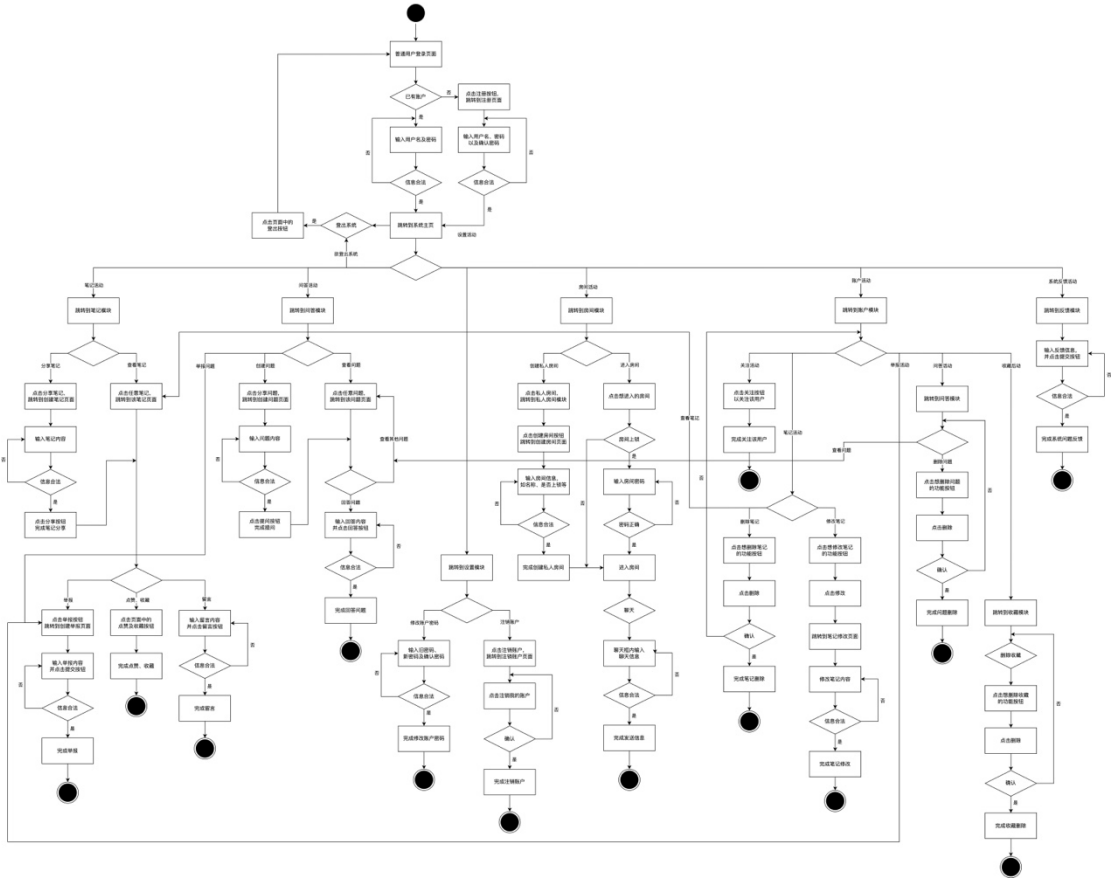 普通用户登录页面
已有账户
否
点击注册按钮,
跳转到注册页面
输入用户名及密码
输入用户名、密码
以及确认密码
否
否
信息合法
信息合法
是
是
点击页面中的
登出按钮
是
登出系统
跳转到系统主页
设置活动
笔记活动
问答活动
房间活动
账户活动
系统反馈活动
跳转到笔记模块
跳转到问答模块
跳转到房间模块
跳转到账户模块
跳转到反馈模块
分享笔记
查看笔记
举报问题
创建问题
查看问题
创建私人房间
进入房间
关注活动
举报活动
问答活动
输入反馈信息,
并点击提交按钮
点击分享笔记,
跳转到创建笔记页面
点击任意笔记,
跳转到该笔记页面
点击分享问题,
跳转到创建问题页面
点击任意问题,
跳转到该问题页面
点击私人房间,
跳转到私人房间模块
点击想进入的房间
点击关注按钮
以关注该用户
跳转到问答模块
信息合法
否
是
查看笔记
输入笔记内容
输入问题内容
查看其他问题
点击创建房间按钮
跳转到创建房间页面
房间上锁
笔记活动
完成关注该用户
完成系统问题反馈
查看问题
是
删除问题
否
信息合法
否
信息合法
输入房间信息,
如名称、是否上锁等
输入房间密码
点击想删除问题
的功能按钮
否
是
是
回答问题
否
否
点击分享按钮
完成笔记分享
点击提问按钮
完成提问
输入回答内容
并点击回答按钮
信息合法
密码正确
删除笔记
修改笔记
点击删除
否
是
是
点击想删除笔记
的功能按钮
点击想修改笔记
的功能按钮
否
信息合法
跳转到设置模块
完成创建私人房间
进入房间
确认
是
是
点击删除
点击修改
举报
点赞、收藏
留言
完成回答问题
聊天
完成问题删除
跳转到收藏模块
点击举报按钮
跳转到创建举报页面
点击页面中的
点赞及收藏按钮
输入留言内容
并点击留言按钮
修改账户密码
注销账户
确认
跳转到笔记修改页面
否
输入旧密码、
新密码及确认密码
点击注销账户,
跳转到注销账户页面
聊天框内输入
聊天信息
是
删除收藏
输入举报内容
并点击提交按钮
完成点赞、收藏
信息合法
否
完成笔记删除
修改笔记内容
否
信息合法
点击注销我的账户
信息合法
否
点击想删除收藏
的功能按钮
否
否
是
否
否
信息合法
完成留言
是
确认
是
信息合法
点击删除
是
完成修改账户密码
是
完成发送信息
是
完成举报
完成笔记修改
确认
完成注销账户
是
完成收藏删除